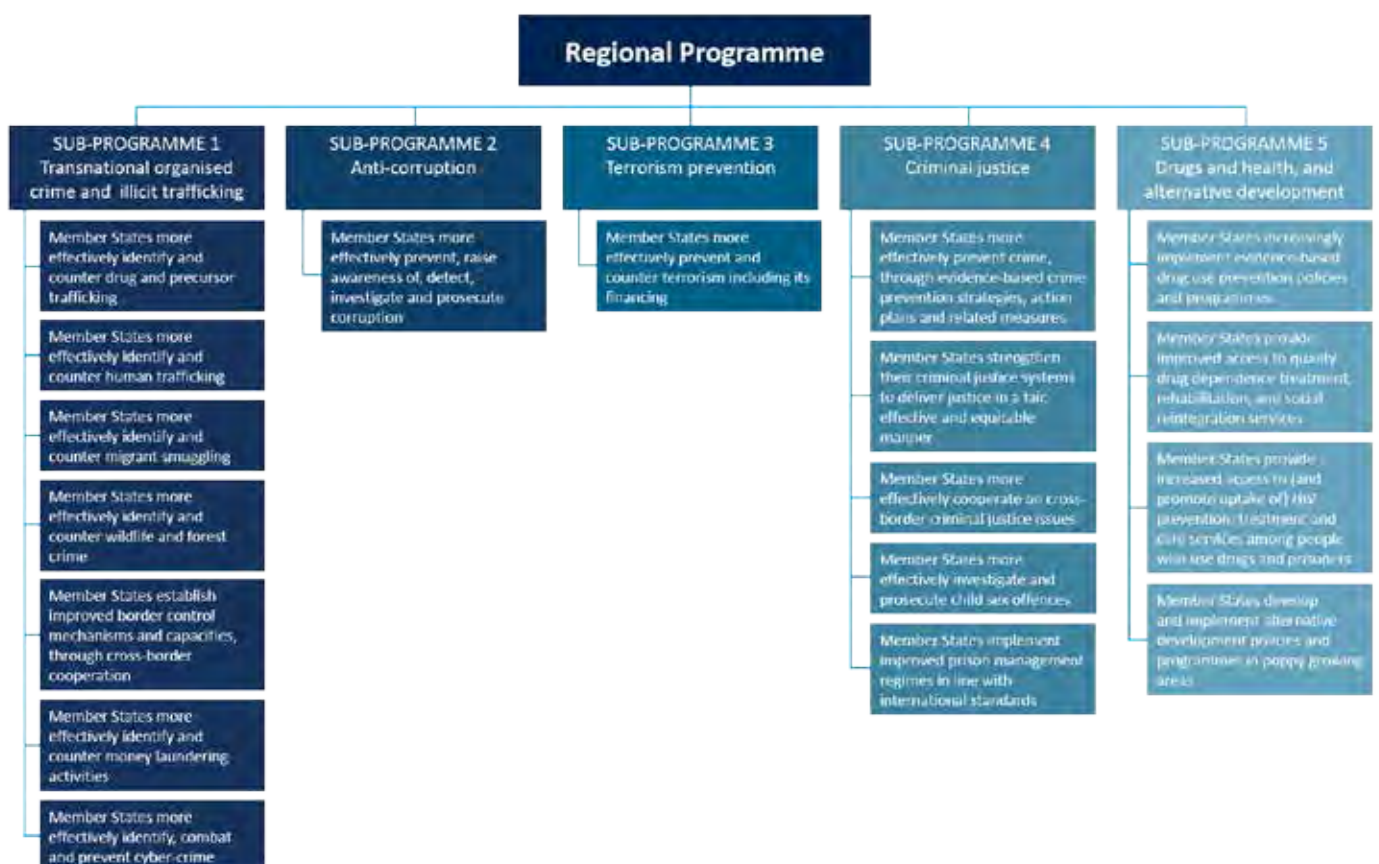 Regional Programme
SUB-PROGRAMME 1
Transnational organised
crime and illicit trafficking
Member States more
effectively identify and
counter drug and precursor
trafficking
Member States more
effectively identify and
counter human trafficking
Member States more
effectively identify and
counter migrant smuggling
Member States more
effectively identify and
counter wildlife and forest
crime
Member States establish
improved border control
mechanisms and capacities,
through cross-border
cooperation
Member States more
effectively identify and
counter money laundering
activities
Member States more
effectively identify, combat
and prevent cyber-crime
SUB-PROGRAMME 2
Anti-corruption
Member States more
effectively prevent, raise
awareness of, detect,
investigate and prosecute
corruption
SUB-PROGRAMME 3
Terrorism prevention
Member States more
effectively prevent and
counter terrorism including its
financing
SUB-PROGRAMME 4
Criminal justice
Member States more
effectively prevent crime,
through evidence-based crime
prevention strategies, action
plans and related measures
Member States strengthen
their criminal justice systems
to deliver justice in a fair,
effective and equitable
manner
Member States more
effectively cooperate on cross-
border criminal justice issues
Member States more
effectively investigate and
prosecute child sex offences
Member States implement
improved prison management
regimes in line with
international standards
SUB-PROGRAMME 5
Drugs and health, and
alternative development
Member States increasingly
implement evidence-based
drug use prevention policies
and programmes
Member States provide
improved access to quality
drug dependence treatment,
rehabilitation, and social
reintegration services
Member States provide
increased access to (and
promote uptake of) HIV
prevention, treatment and
care services among people
who use drugs and prisoners
Member States develop
and implement alternative
development policies and
programmes in poppy growing
areas